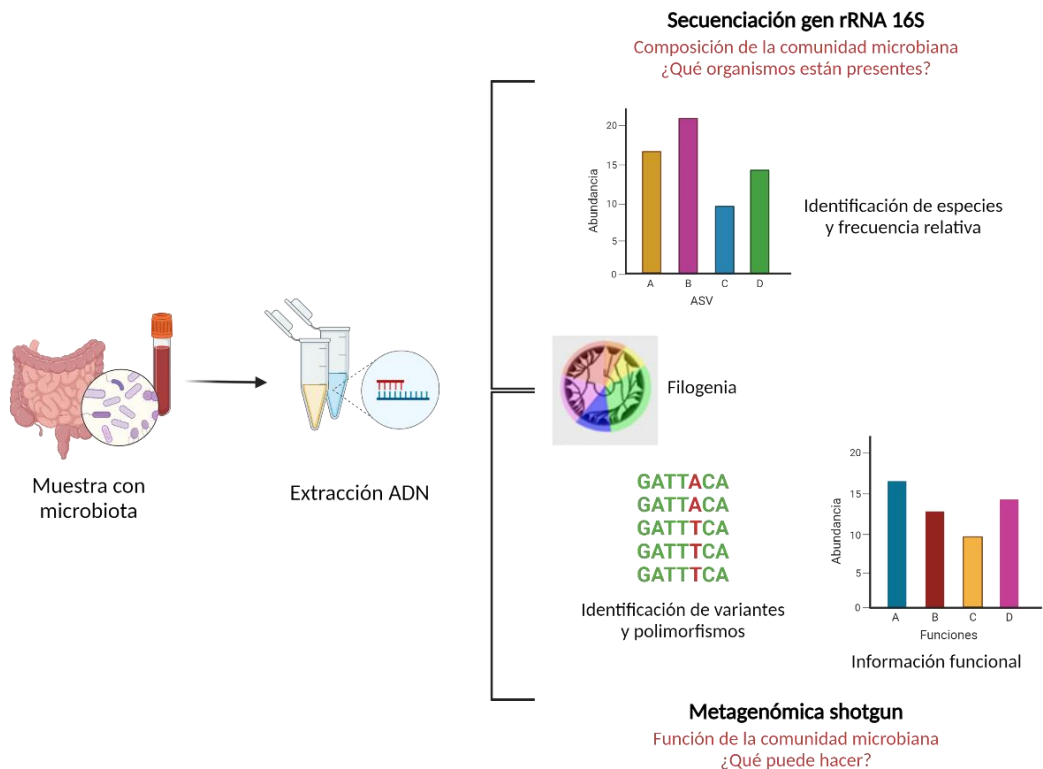 Secuenciación gen rRNA 16S
Composición de la comunidad microbiana
¿Qué organismos están presentes?
Abundancia
20
15
10
5
0
A B C D
ASV
Identificación de especies
y frecuencia relativa
Muestra con
microbiota
Extracción ADN
Filogenia
GATTACA
GATTACA
GATTTCA
GATTTCA
GATTTCA
Identificación de variantes
y polimorfismos
Abundancia
20
15
10
5
0
A B C D
Funciones
Información funcional
Metagenómica shotgun
Función de la comunidad microbiana
¿Qué puede hacer?